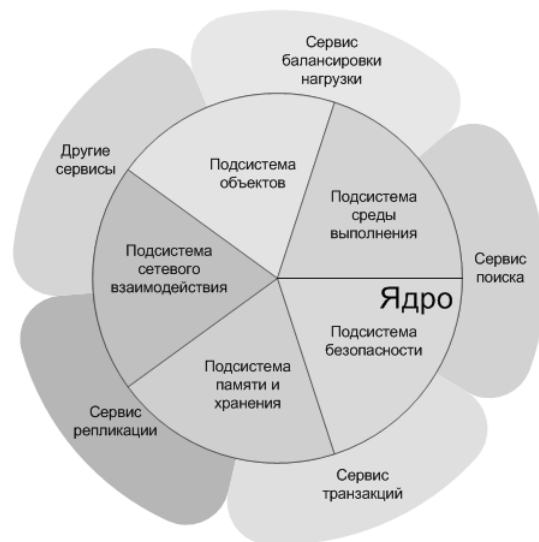 Сервис
балансировки
нагрузки
Другие
сервисы
Подсистема
объектов
Подсистема
среды
выполнения
Подсистема
сетевого
взаимодействия
Сервис
поиска
Ядро
Подсистема
безопасности
Подсистема
памяти и
хранения
Сервис
репликации
Сервис
транзакций